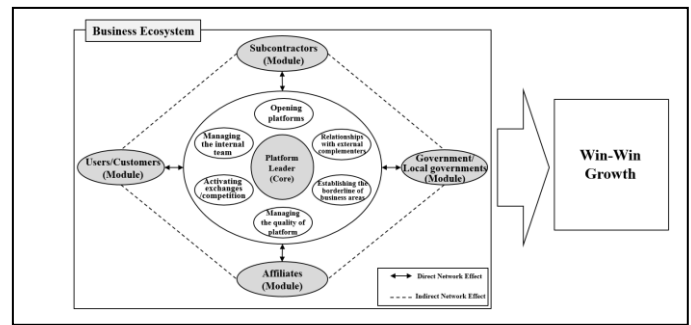 Business Ecosystem
Subcontractors
(Module)
Opening
platforms
Managing
the internal
team
Relationships
with external
complementers
Users/Customers
(Module)
Platform
Leader
(Core)
Government/
Local governments
(Module)
Activating
exchanges
/competition
Establishing the
borderline of
business areas
Managing
the quality of
platform
Affiliates
(Module)
Direct Network Effect
Indirect Network Effect
Win-Win
Growth